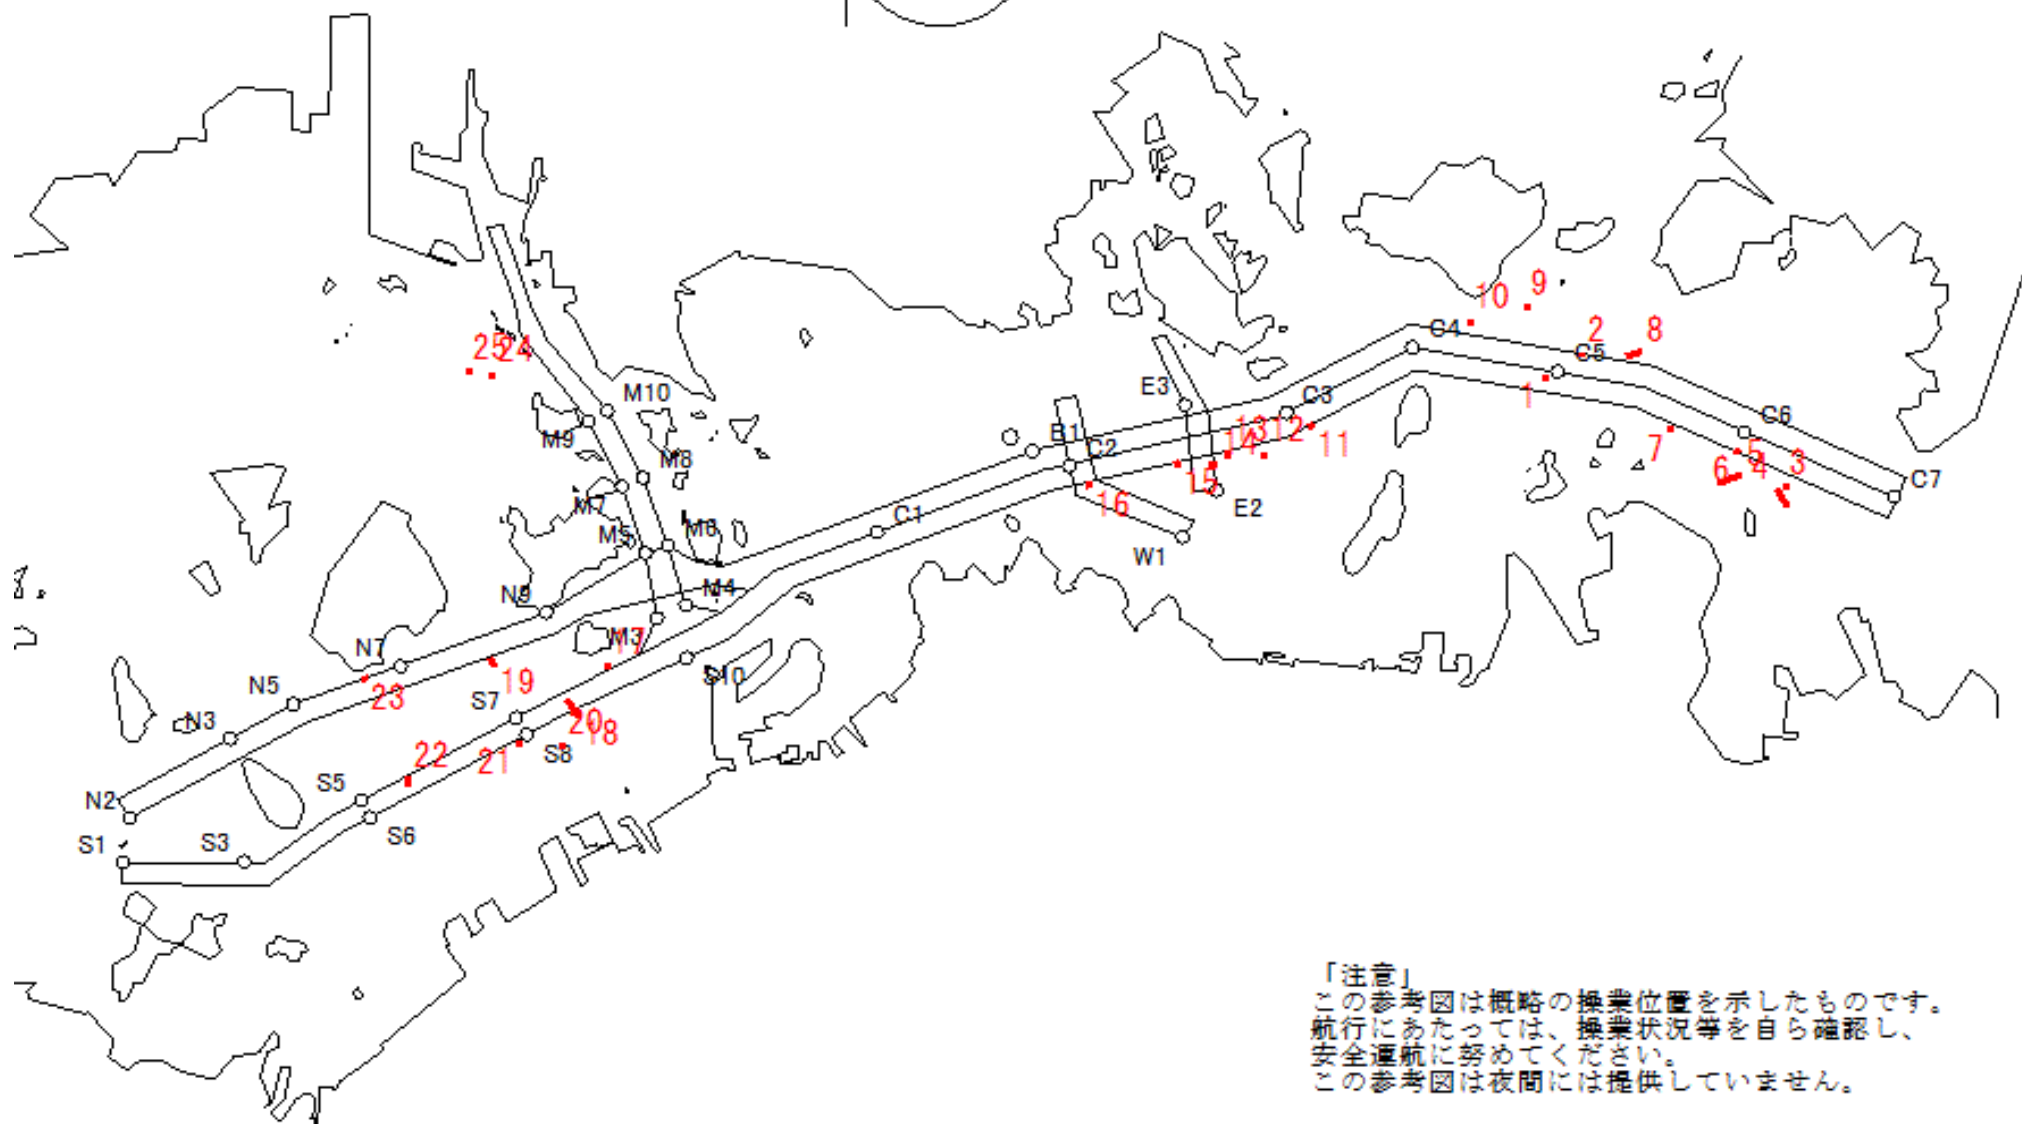 10
9
C4
2
8
C5
25
24
E3
M10
C3
1
C6
M9
B1
13
12
11
7
14
5
C2
M8
15
6
4
3
C7
M7
16
E2
M5
M6
C1
W1
N9
M4
M3
17
N7
S10
19
N5
23
S7
N3
20
18
22
21
S8
S5
N2
S6
S1
S3
「注意」
この参考図は概略の操業位置を示したものです。
航行にあたっては、操業状況等を自ら確認し、
安全運航に努めてください。
この参考図は夜間には提供していません。